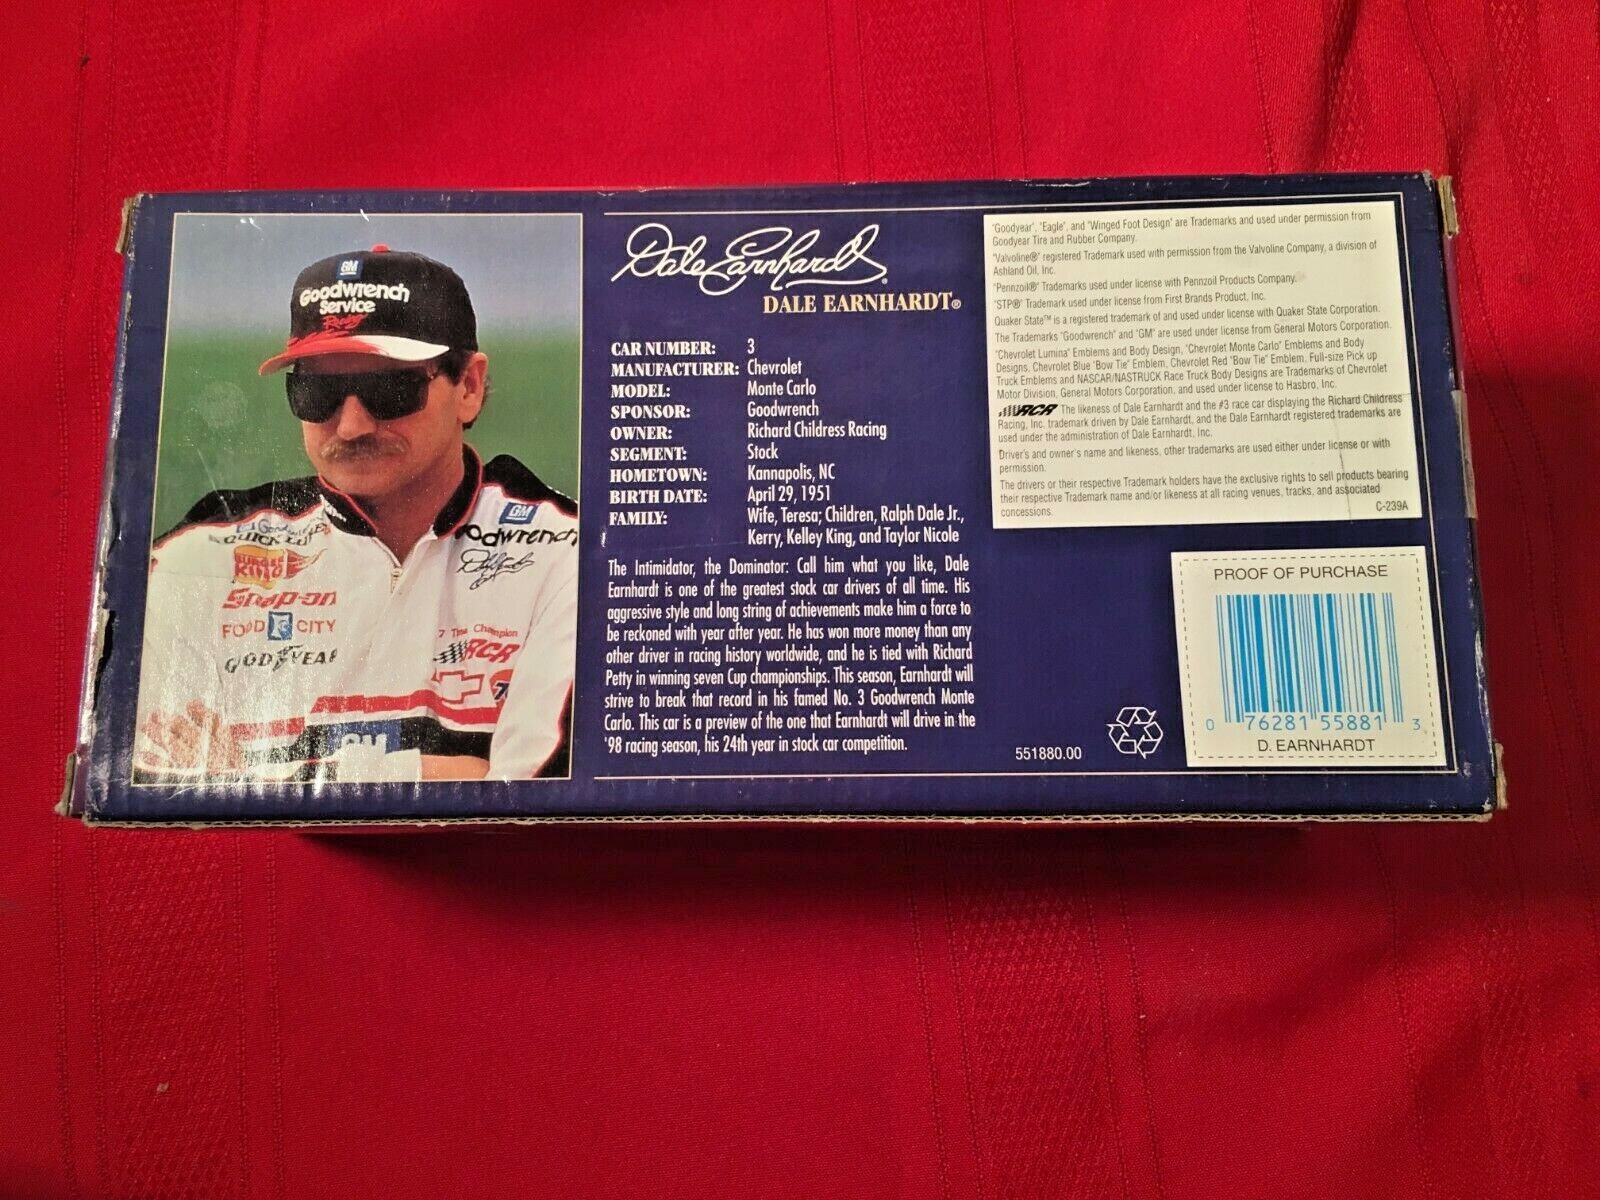 GM
Goodwrench
Service
Racing
GM
odwrench
BURGER
KING
Snap-on
FOOD CITY
GOODYEAR
7 Time Champion
RCR
GM
Dale Earnhardt
DALE EARNHARDT®
CAR NUMBER: 3
MANUFACTURER: Chevrolet
MODEL: Monte Carlo
SPONSOR: Goodwrench
OWNER: Richard Childress Racing
SEGMENT: Stock
HOMETOWN: Kannapolis, NC
BIRTH DATE: April 29, 1951
FAMILY: Wife, Teresa; Children, Ralph Dale Jr.,
Kerry, Kelley King, and Taylor Nicole
The Intimidator, the Dominator: Call him what you like, Dale
Earnhardt is one of the greatest stock car drivers of all time. His
aggressive style and long string of achievements make him a force to
be reckoned with year after year. He has won more money than any
other driver in racing history worldwide, and he is tied with Richard
Petty in winning seven Cup championships. This season, Earnhardt will
strive to break that record in his famed No. 3 Goodwrench Monte
Carlo. This car is a preview of the one that Earnhardt will drive in the
'98 racing season, his 24th year in stock car competition.
"Goodyear", "Eagle", and "Winged Foot Design" are Trademarks and used under permission from
Goodyear Tire and Rubber Company.
"Valvoline®" registered Trademark used with permission from the Valvoline Company, a division of
Ashland Oil, Inc.
"Pennzoil®" Trademarks used under license with Pennzoil Products Company.
"STP®" Trademark used under license from First Brands Product, Inc.
Quaker State™ is a registered trademark of and used under license with Quaker State Corporation.
The Trademarks "Goodwrench" and "GM" are used under license from General Motors Corporation.
"Chevrolet Lumina" Emblems and Body Design, "Chevrolet Monte Carlo" Emblems and Body
Designs, Chevrolet Blue "Bow Tie" Emblem, Chevrolet Red "Bow Tie" Emblem, Full-size Pick up
Truck Emblems and NASCAR/NASTRUCK Race Truck Body Designs are Trademarks of Chevrolet
Motor Division, General Motors Corporation, and used under license to Hasbro, Inc.
RCR The likeness of Dale Earnhardt and the #3 race car displaying the Richard Childress
Racing, Inc. trademark driven by Dale Earnhardt, and the Dale Earnhardt registered trademarks are
used under the administration of Dale Earnhardt, Inc.
Driver's and owner's name and likeness, other trademarks are used either under license or with
permission.
The drivers or their respective Trademark holders have the exclusive rights to sell products bearing
their respective Trademark name and/or likeness at all racing venues, tracks, and associated
concessions.
C-239A
PROOF OF PURCHASE
0 76281 55881 3
D. EARNHARDT
551880.00